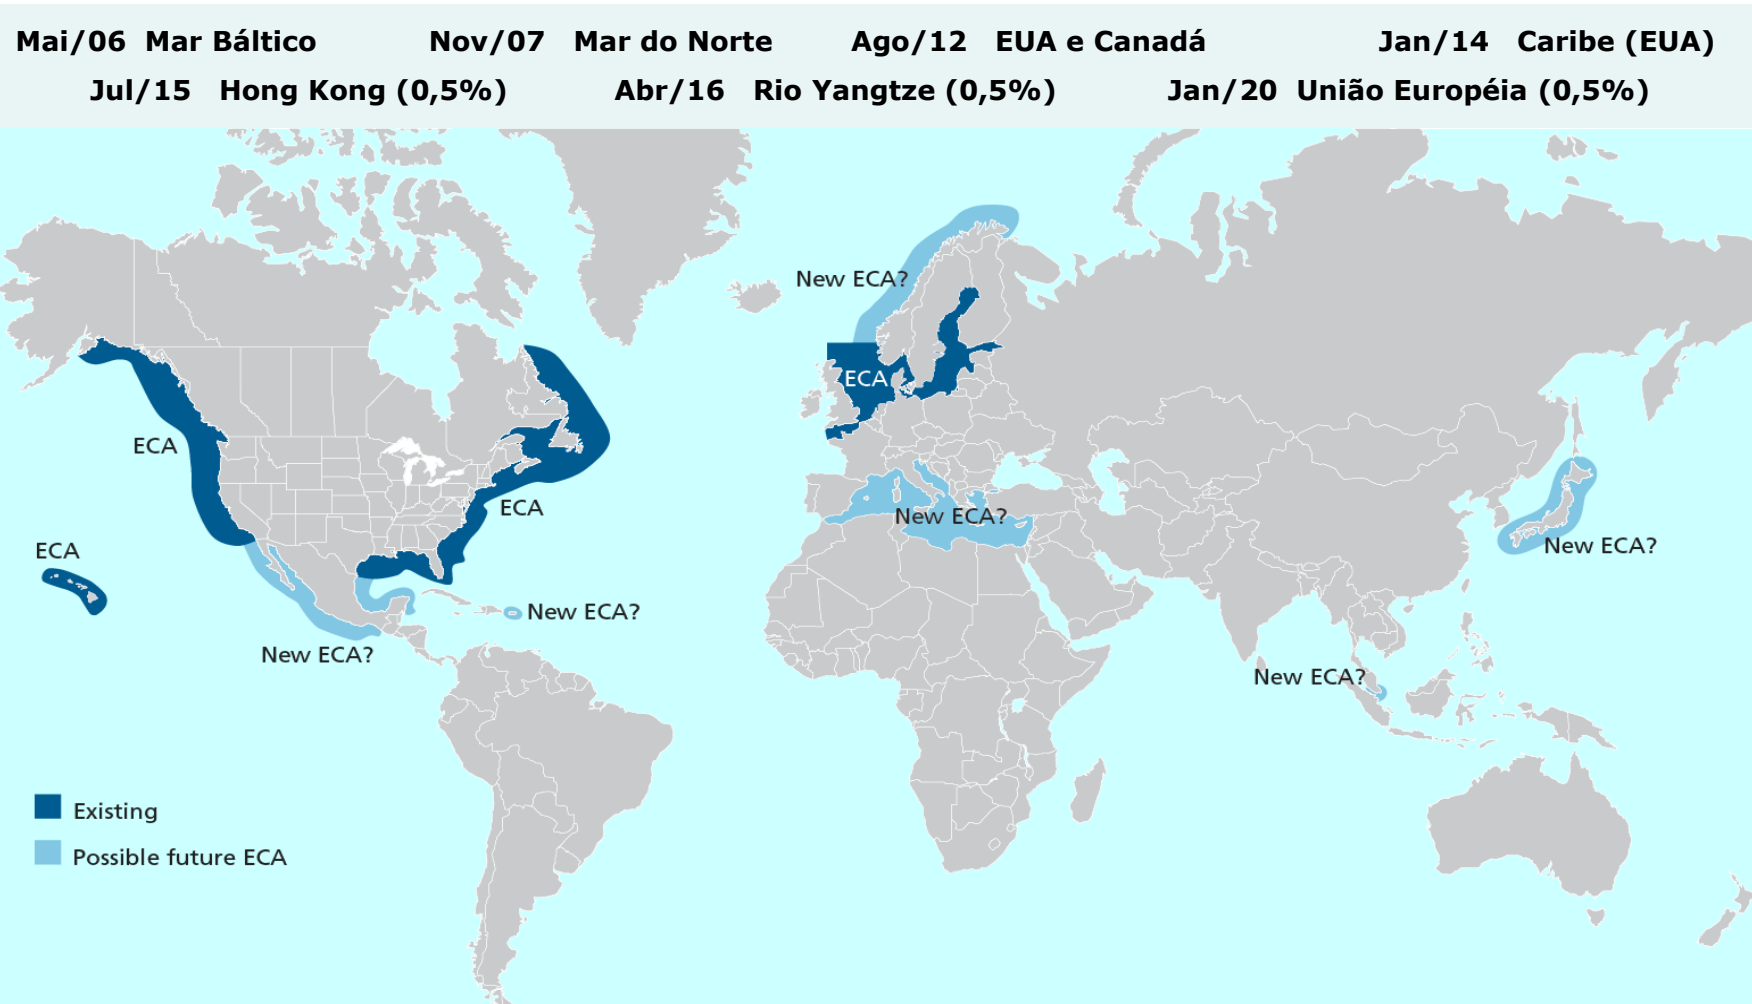 Mai/06 Mar Báltico Nov/07 Mar do Norte Ago/12 EUA e Canadá Jan/14 Caribe (EUA)
Jul/15 Hong Kong (0,5%) Abr/16 Rio Yangtze (0,5%) Jan/20 União Européia (0,5%)
New ECA?
ECA
ECA
ECA
New ECA?
New ECA?
ECA
New ECA?
New ECA?
New ECA?
Existing
Possible future ECA